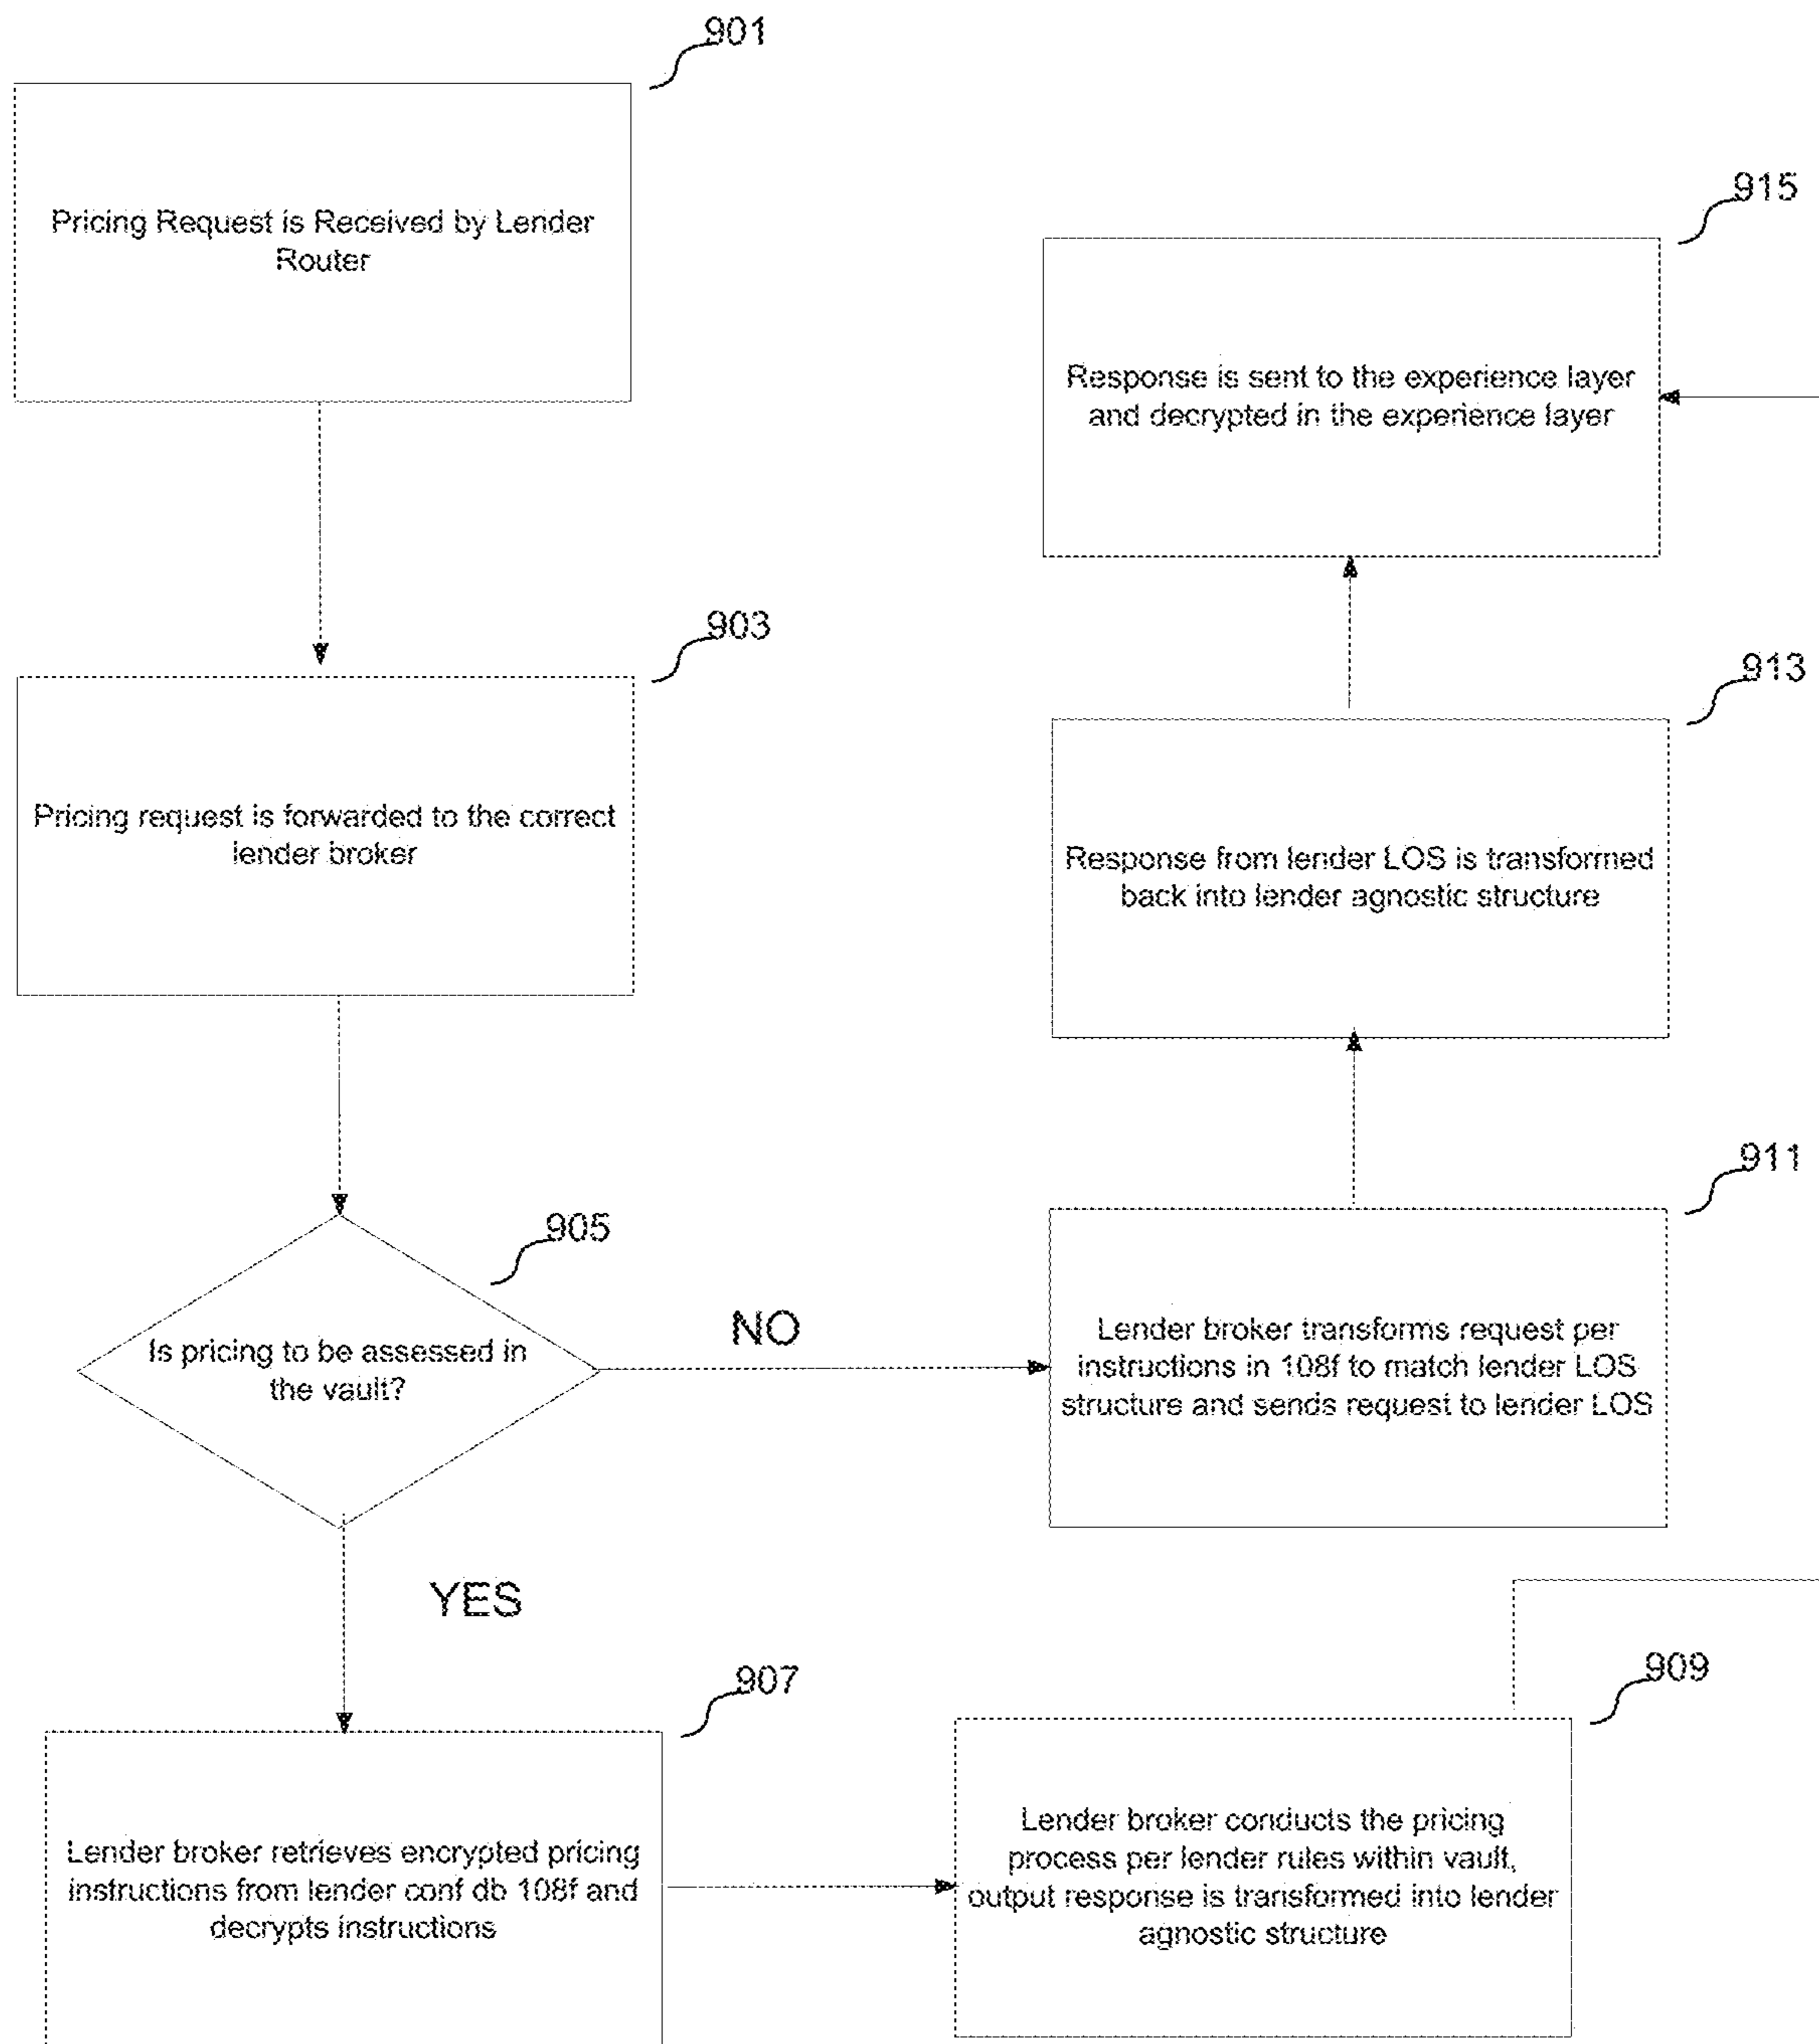 901
Pricing Request is Received by Lender
Router
903
Pricing request is forwarded to the correct
lender broker
905
Is pricing to be assessed in
the vault?
NO
YES
907
Lender broker retrieves encrypted pricing
instructions from lender conf db 108f and
decrypts instructions
909
Lender broker conducts the pricing
process per lender rules within vault,
output response is transformed into lender
agnostic structure
911
Lender broker transforms request per
instructions in 108f to match lender LOS
structure and sends request to lender LOS
913
Response from lender LOS is transformed
back into lender agnostic structure
915
Response is sent to the experience layer
and decrypted in the experience layer